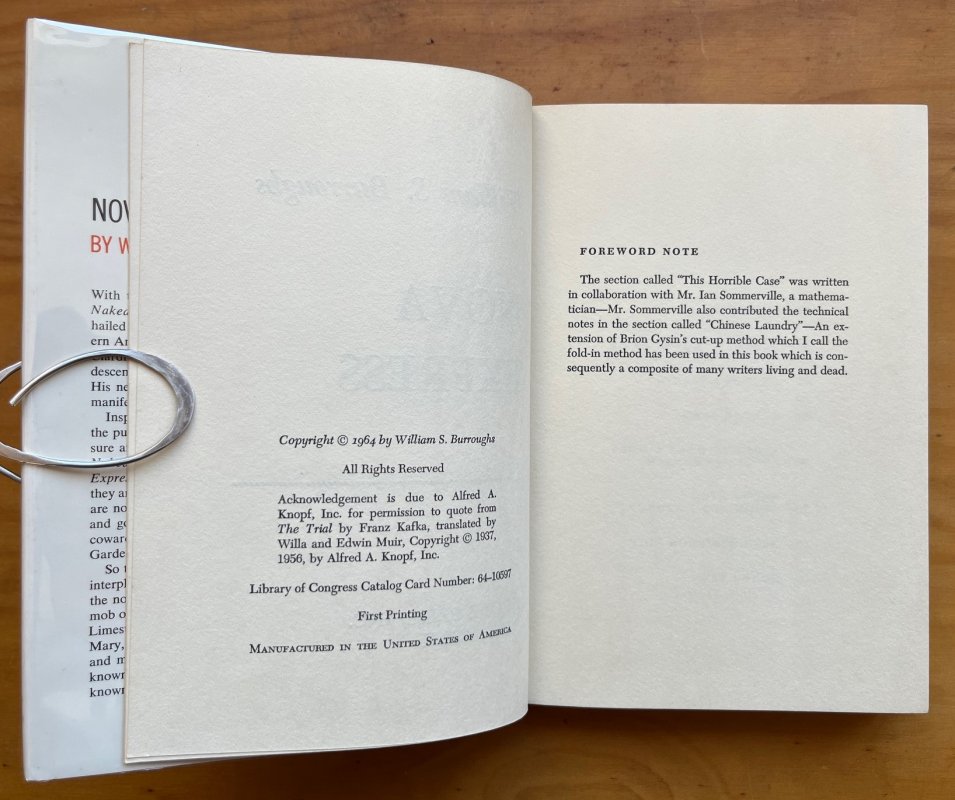 NOV
BY W
With
Naked
hailed
ern Am
Ciardi
descen
His ne
manife
Insp
the pu
sure a
Expre
they a
are no
and ge
cowar
Garde
So t
interpl
the no
mob o
Limes
Mary,
and m
known
known
Copyright © 1964 by William S. Burroughs
All Rights Reserved
Acknowledgement is due to Alfred A.
Knopf, Inc. for permission to quote from
The Trial by Franz Kafka, translated by
Willa and Edwin Muir, Copyright © 1937,
1956, by Alfred A. Knopf, Inc.
Library of Congress Catalog Card Number: 64-10597
First Printing
Manufactured in the United States of America
FOREWORD NOTE
The section called “This Horrible Case” was written
in collaboration with Mr. Ian Sommerville, a mathema-
tician—Mr. Sommerville also contributed the technical
notes in the section called “Chinese Laundry”—An ex-
tension of Brion Gysin’s cut-up method which I call the
fold-in method has been used in this book which is con-
sequently a composite of many writers living and dead.